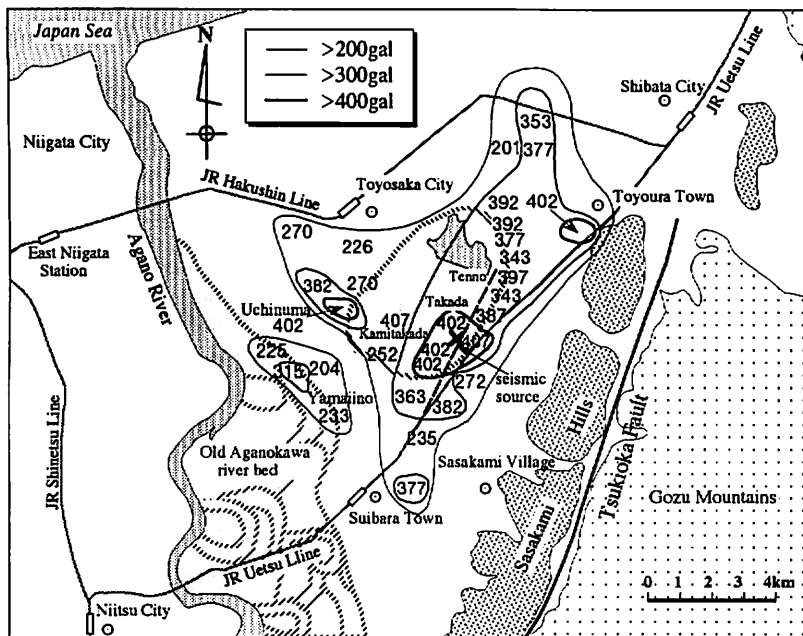 Japan Sea
N
>200gal
>300gal
>400gal
Shibata City
JR Uetsu Line
Niigata City
JR Hakushin Line
Toyosaka City
353
201
377
402
Toyoura Town
392
392
377
343
397
343
387
270
226
East Niigata
Station
Agano River
382
270
Tenno
Uchinuma
Takada
402
407
Kamitakada
402
407
402
402
252
225
315
204
Yamajino
233
363
382
272
seismic
source
235
377
Old Aganokawa
river bed
Sasakami Village
Suibara Town
JR Shinetsu Line
JR Uetsu Lline
Niitsu City
Hills
Sasakami
Tsukioka Fault
Gozu Mountains
0 1 2 3 4km